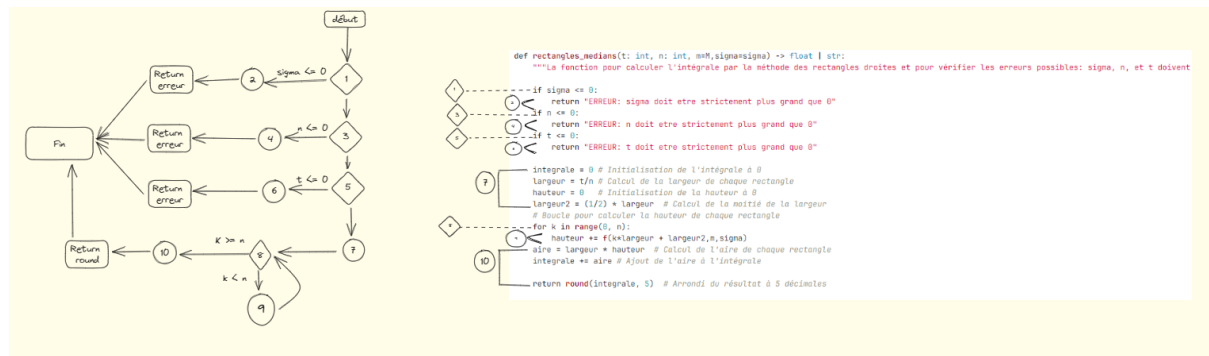 début
sigma <= 0
1
2
Return
erreur
n <= 0
3
4
Return
erreur
Fin
t <= 0
5
6
Return
erreur
k >= n
7
8
10
Return
round
k < n
9
def rectangles_medians(t: int, n: int, m=M,sigma=sigma) -> float | str:
"""La fonction pour calculer l'intégrale par la méthode des rectangles droites et pour vérifier les erreurs possibles: sigma, n, et t doivent
1
if sigma <= 0:
2
return "ERREUR: sigma doit etre strictement plus grand que 0"
3
if n <= 0:
4
return "ERREUR: n doit etre strictement plus grand que 0"
if t <= 0:
return "ERREUR: t doit etre strictement plus grand que 0"
7
integrale = 0 # Initialisation de l'intégrale à 0
largeur = t/n # Calcul de la largeur de chaque rectangle
hauteur = 0 # Initialisation de la hauteur à 0
largeur2 = (1/2) * largeur # Calcul de la moitié de la largeur
# Boucle pour calculer la hauteur de chaque rectangle
for k in range(0, n):
hauteur += f(k*largeur + largeur2,m,sigma)
10
aire = largeur * hauteur # Calcul de l'aire de chaque rectangle
integrale += aire # Ajout de l'aire à l'intégrale
return round(integrale, 5) # Arrondi du résultat à 5 décimales